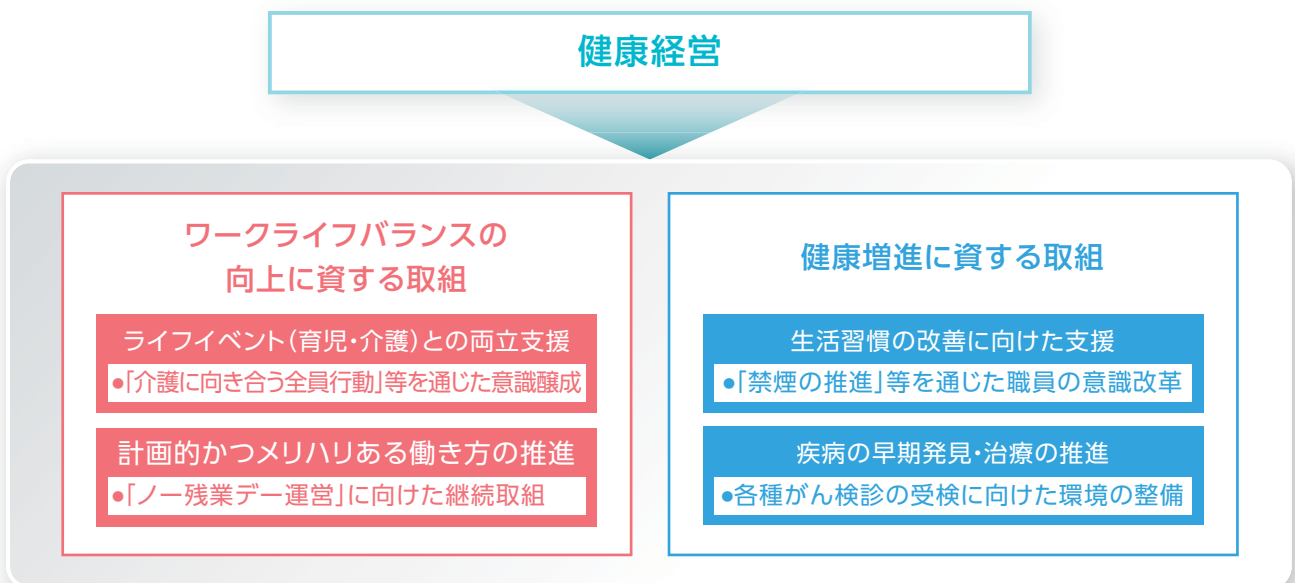 健康経営
ワークライフバランスの
向上に資する取組
ライフイベント(育児・介護)との両立支援
●「介護に向き合う全員行動」等を通じた意識醸成
計画的かつメリハリある働き方の推進
●「ノー残業デー運営」に向けた継続取組
健康増進に資する取組
生活習慣の改善に向けた支援
●「禁煙の推進」等を通じた職員の意識改革
疾病の早期発見・治療の推進
●各種がん検診の受検に向けた環境の整備